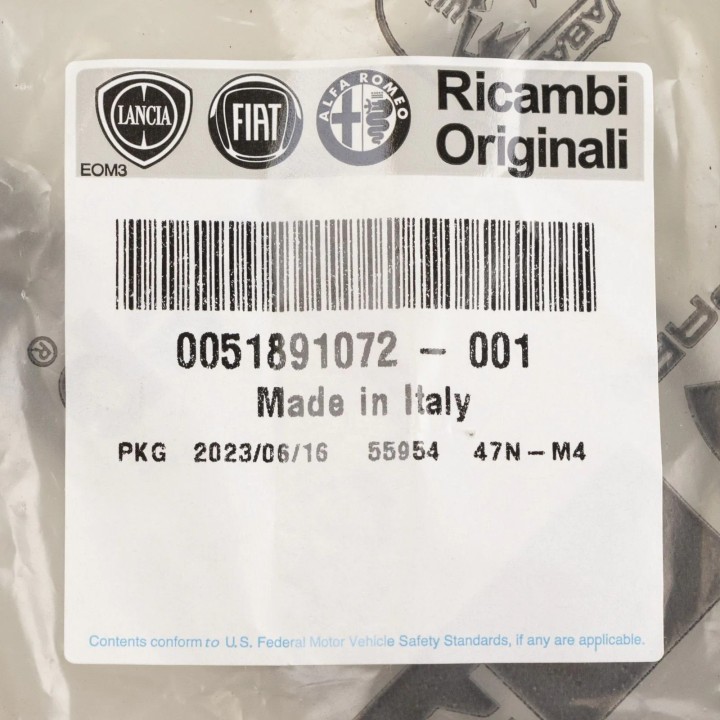 ABA
LANCIA
FIAT
ALFA ROMEO
Ricambi
Originali
EOM3
0051891072 - 001
Made in Italy
PKG 2023/06/16 55954 47N-M4
®
Contents conform to U.S. Federal Motor Vehicle Safety Standards, if any are applicable.